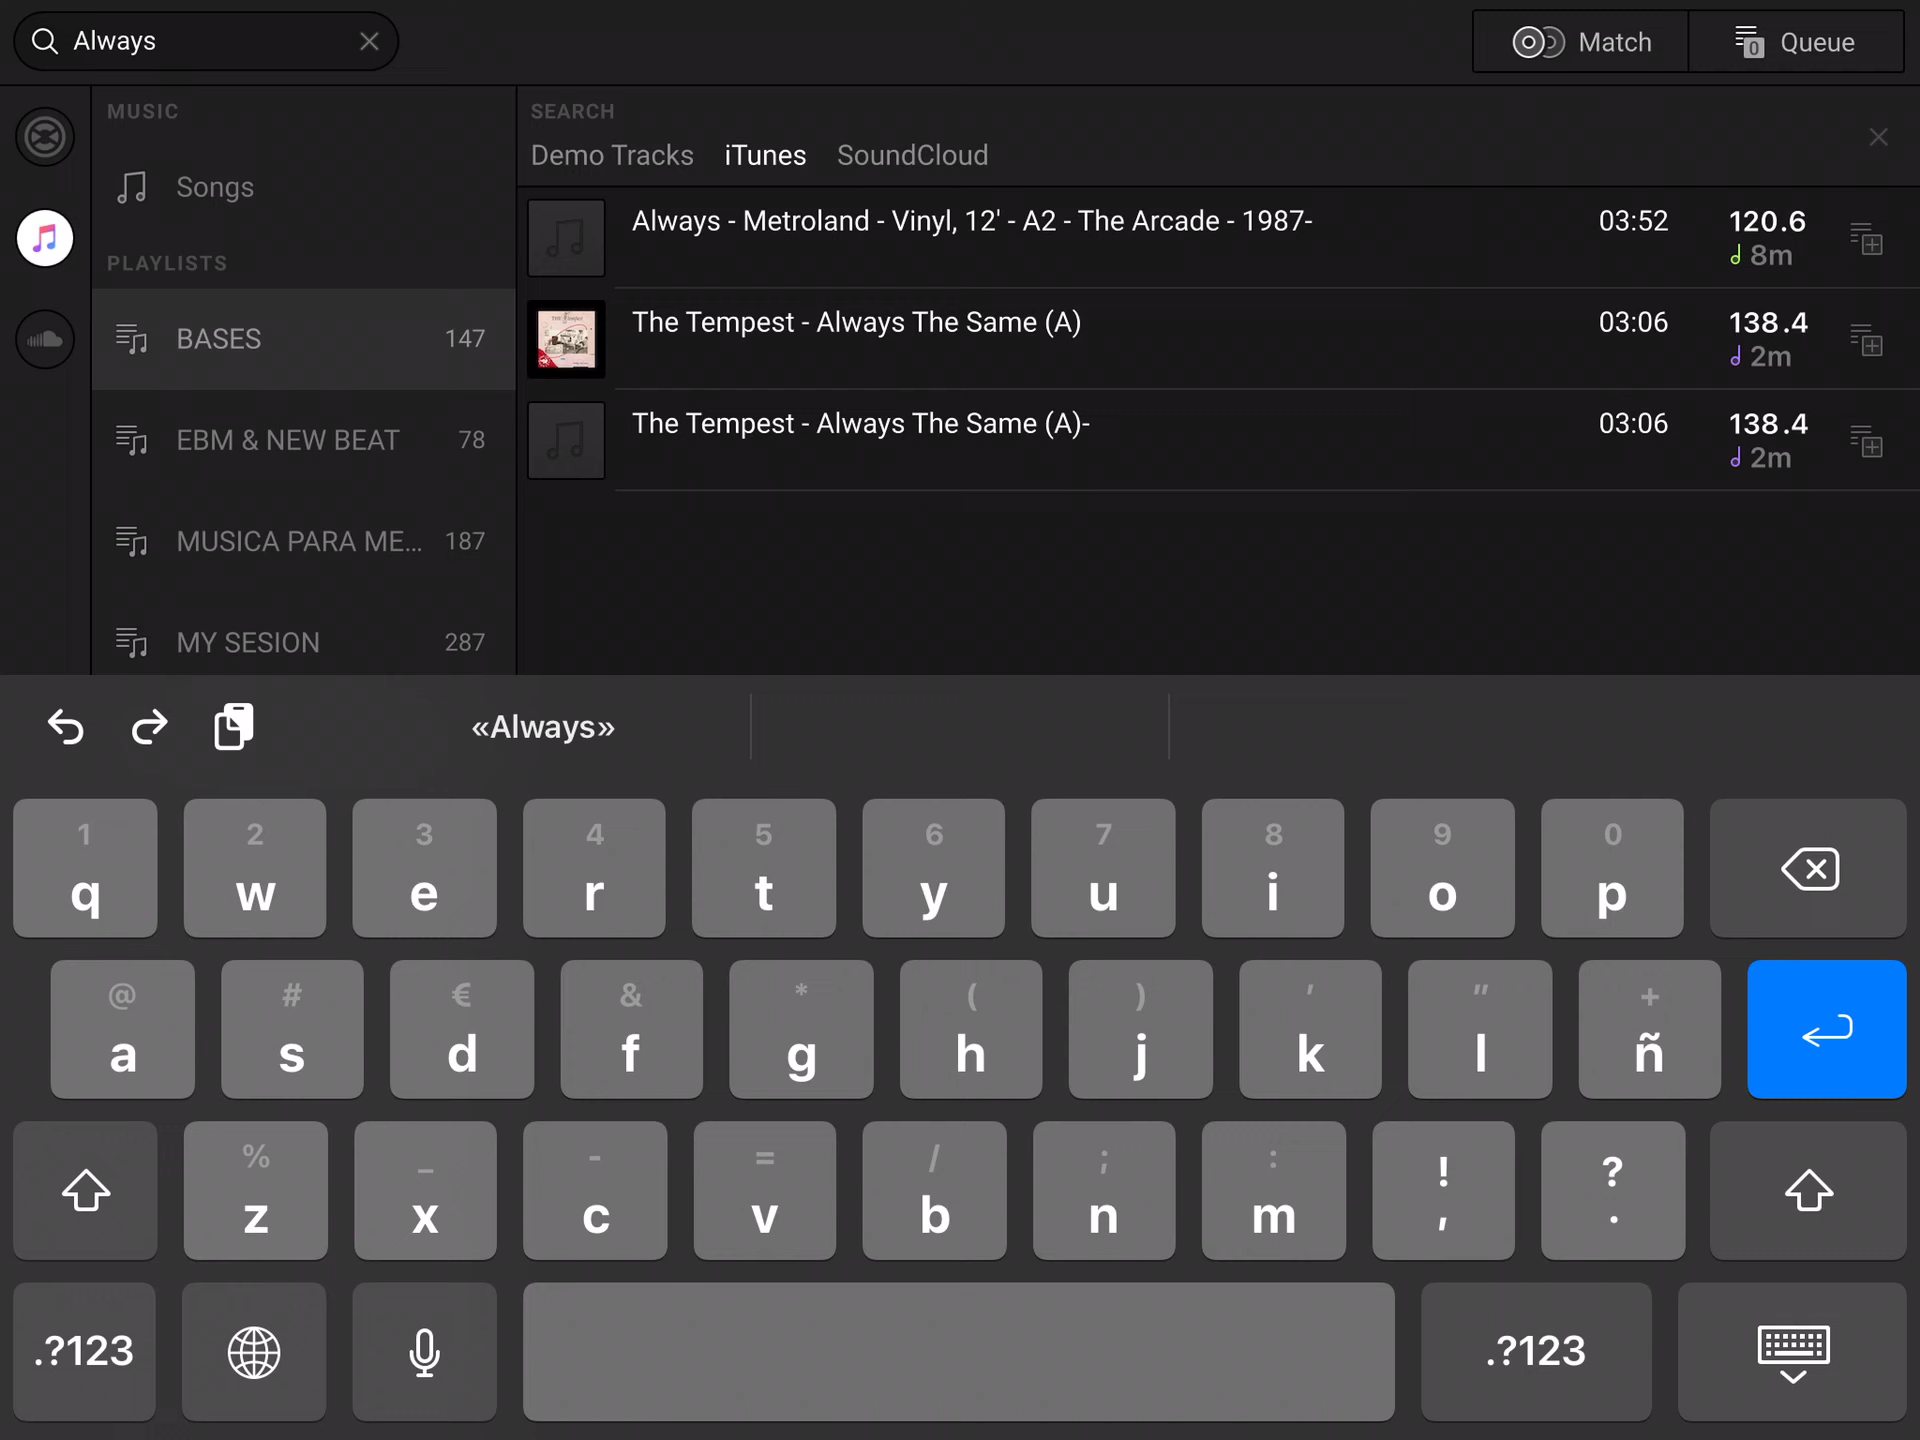 Always
Match
0
Queue
MUSIC
Songs
PLAYLISTS
BASES 147
EBM & NEW BEAT 78
MUSICA PARA ME... 187
MY SESION 287
SEARCH
Demo Tracks iTunes SoundCloud
Always - Metroland - Vinyl, 12' - A2 - The Arcade - 1987- 03:52 120.6
8m
The Tempest - Always The Same (A) 03:06 138.4
2m
The Tempest - Always The Same (A)- 03:06 138.4
2m
«Always»
1 2 3 4 5 6 7 8 9 0
q w e r t y u i o p
@ # € & * ( ) ' " +
a s d f g h j k l ñ
% _ - = / ; : ! ?
z x c v b n m , .
.?123 .?123